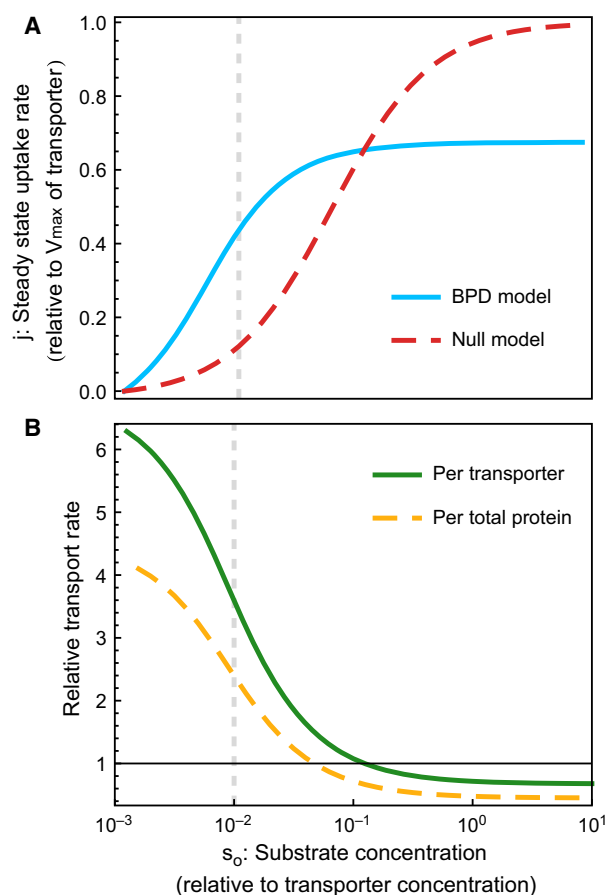 A
1.0
0.8
0.6
0.4
0.2
0.0
j: Steady state uptake rate
(relative to Vmax of transporter)
BPD model
Null model
B
6
5
4
3
2
1
Relative transport rate
Per transporter
Per total protein
10⁻³
10⁻²
10⁻¹
10⁰
10¹
so: Substrate concentration
(relative to transporter concentration)